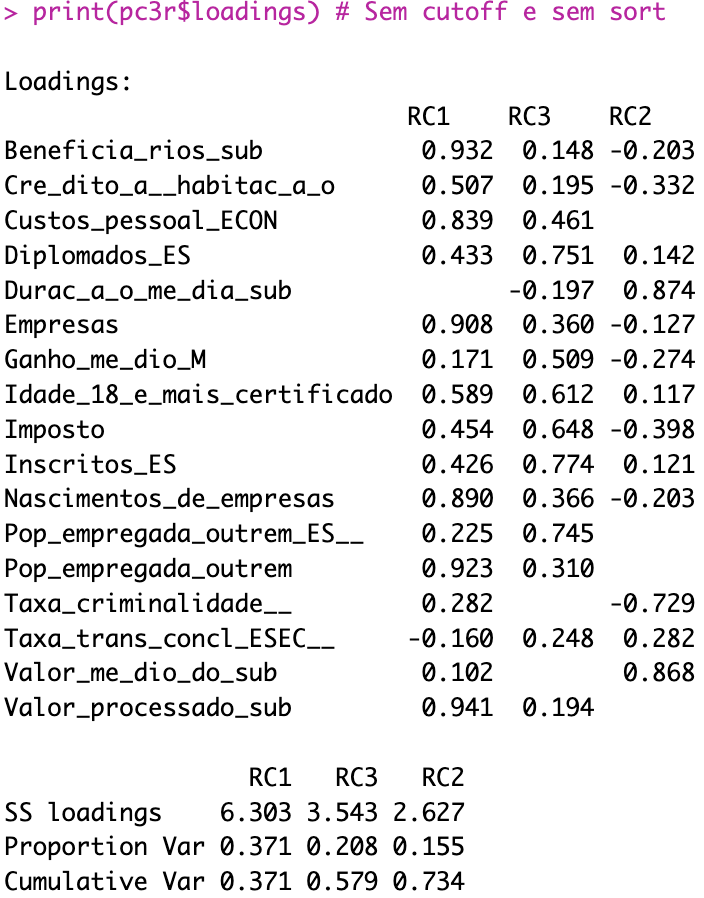 > print(pc3r$loadings) # Sem cutoff e sem sort
Loadings:
RC1 RC3 RC2
Beneficia_rios_sub 0.932 0.148 -0.203
Cre_dito_a__habitac_a_o 0.507 0.195 -0.332
Custos_pessoal_ECON 0.839 0.461
Diplomados_ES 0.433 0.751 0.142
Durac_a_o_me_dia_sub -0.197 0.874
Empresas 0.908 0.360 -0.127
Ganho_me_dio_M 0.171 0.509 -0.274
Idade_18_e_mais_certificado 0.589 0.612 0.117
Imposto 0.454 0.648 -0.398
Inscritos_ES 0.426 0.774 0.121
Nascimentos_de_empresas 0.890 0.366 -0.203
Pop_empregada_outrem_ES__ 0.225 0.745
Pop_empregada_outrem 0.923 0.310
Taxa_criminalidade__ 0.282 -0.729
Taxa_trans_concl_ESEC__ -0.160 0.248 0.282
Valor_me_dio_do_sub 0.102 0.868
Valor_processado_sub 0.941 0.194
RC1 RC3 RC2
SS loadings 6.303 3.543 2.627
Proportion Var 0.371 0.208 0.155
Cumulative Var 0.371 0.579 0.734